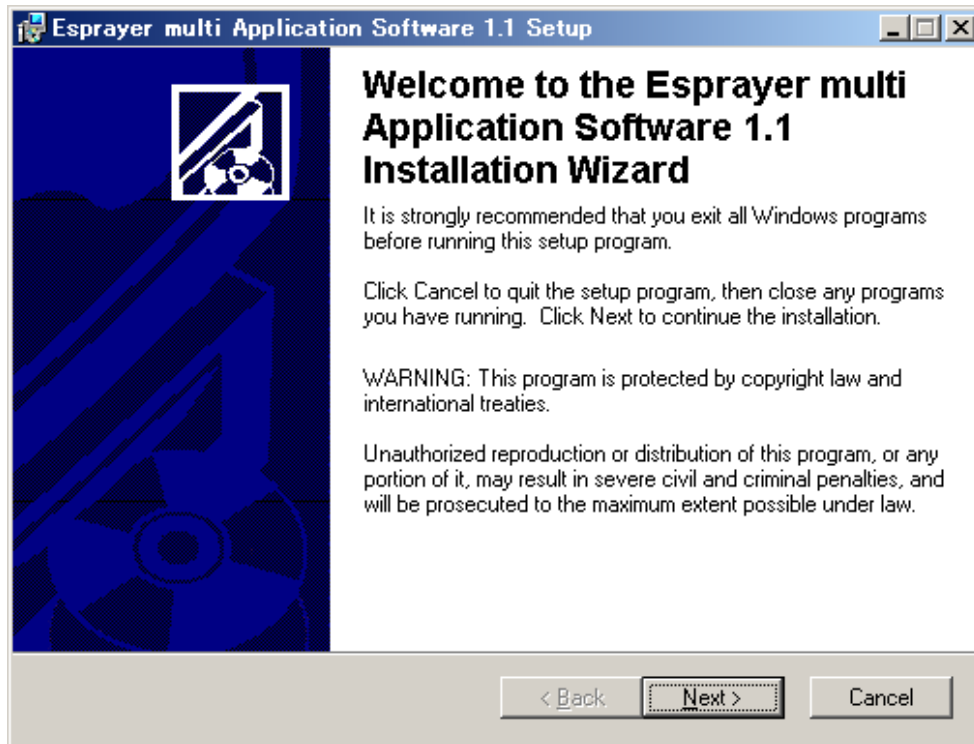 Esprayer multi Application Software 1.1 Setup
Welcome to the Esprayer multi
Application Software 1.1
Installation Wizard
It is strongly recommended that you exit all Windows programs
before running this setup program.
Click Cancel to quit the setup program, then close any programs
you have running.  Click Next to continue the installation.
WARNING: This program is protected by copyright law and
international treaties.
Unauthorized reproduction or distribution of this program, or any
portion of it, may result in severe civil and criminal penalties, and
will be prosecuted to the maximum extent possible under law.
< Back
Next >
Cancel